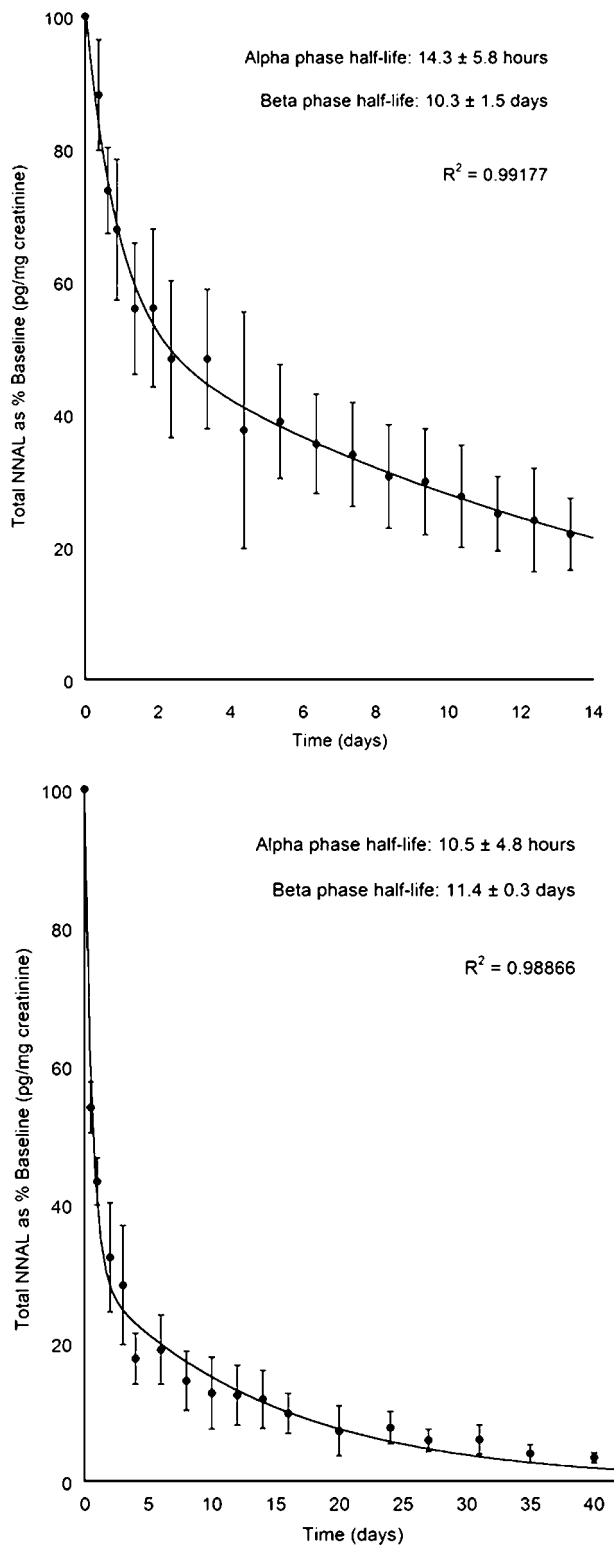 100
80
60
40
20
0
Total NNAL as % Baseline (pg/mg creatinine)
Alpha phase half-life: 14.3 ± 5.8 hours
Beta phase half-life: 10.3 ± 1.5 days
R² = 0.99177
0 2 4 6 8 10 12 14
Time (days)
100
80
60
40
20
0
Total NNAL as % Baseline (pg/mg creatinine)
Alpha phase half-life: 10.5 ± 4.8 hours
Beta phase half-life: 11.4 ± 0.3 days
R² = 0.98866
0 5 10 15 20 25 30 35 40
Time (days)